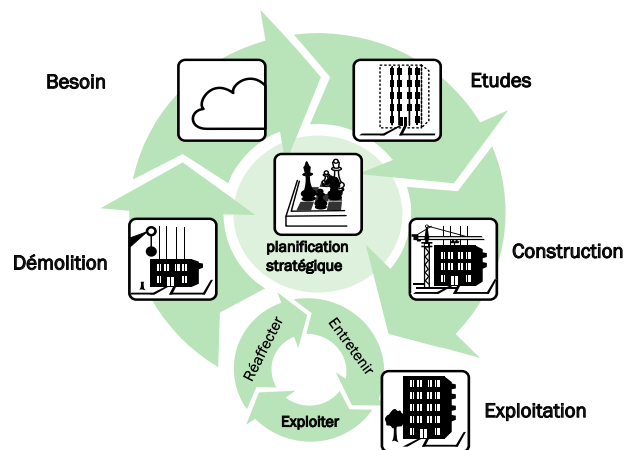 Besoin
Etudes
planification
stratégique
Démolition
Construction
Réaffecter
Entretenir
Exploiter
Exploitation